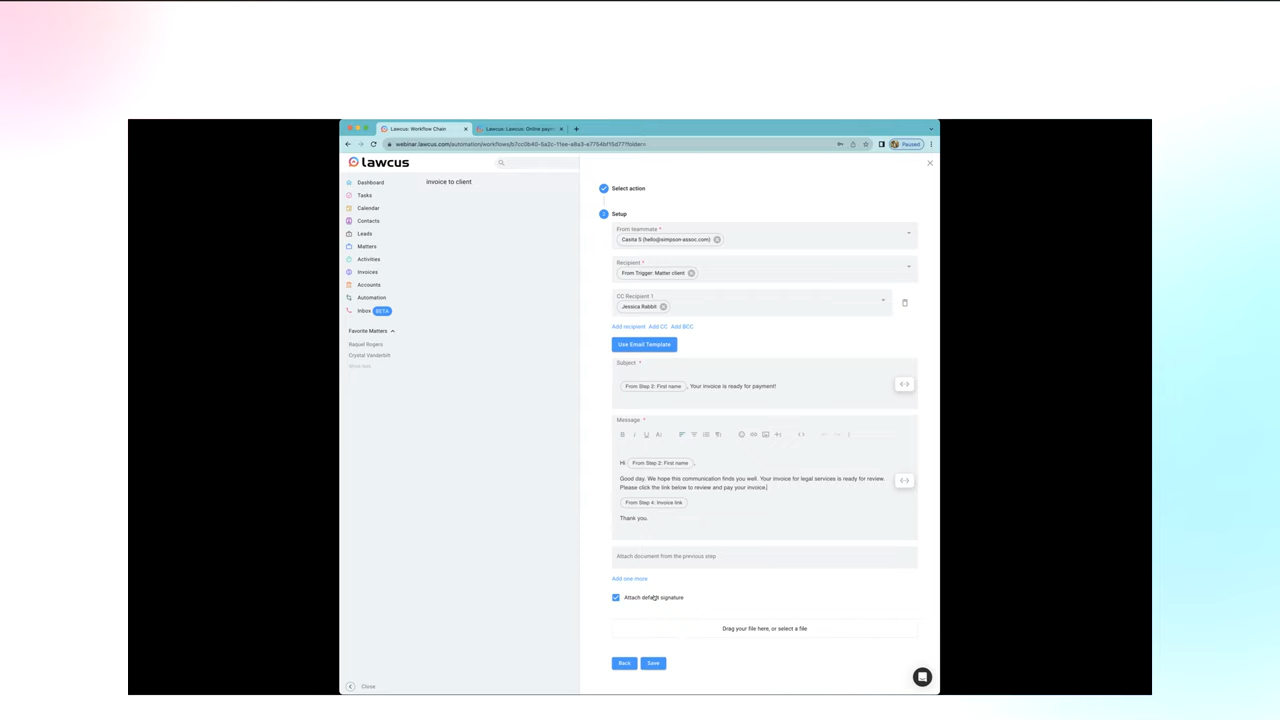 Lawcus: Workflow Chain
Lawcus: Lawcus: Online paym
webinar.lawcus.com/automation/workflows/b7cc0b40-5a2c-11ee-a8a3-e7754bf15d77?folder=
Paused
lawcus
Dashboard
Tasks
Calendar
Contacts
Leads
Matters
Activities
Invoices
Accounts
Automation
Inbox BETA
Favorite Matters
Raquel Rogers
Crystal Vanderbilt
Close
invoice to client
Select action
2 Setup
From teammate *
Casita S (hello@simpson-assoc.com)
Recipient *
From Trigger: Matter client
CC Recipient 1
Jessica Rabbit
Add recipient Add CC Add BCC
Use Email Template
Subject *
From Step 2: First name , Your invoice is ready for payment!
Message *
Hi From Step 2: First name ,
Good day. We hope this communication finds you well. Your invoice for legal services is ready for review.
Please click the link below to review and pay your invoice.
From Step 4: Invoice link
Thank you.
Attach document from the previous step
Add one more
Attach default signature
Drag your file here, or select a file
Back Save